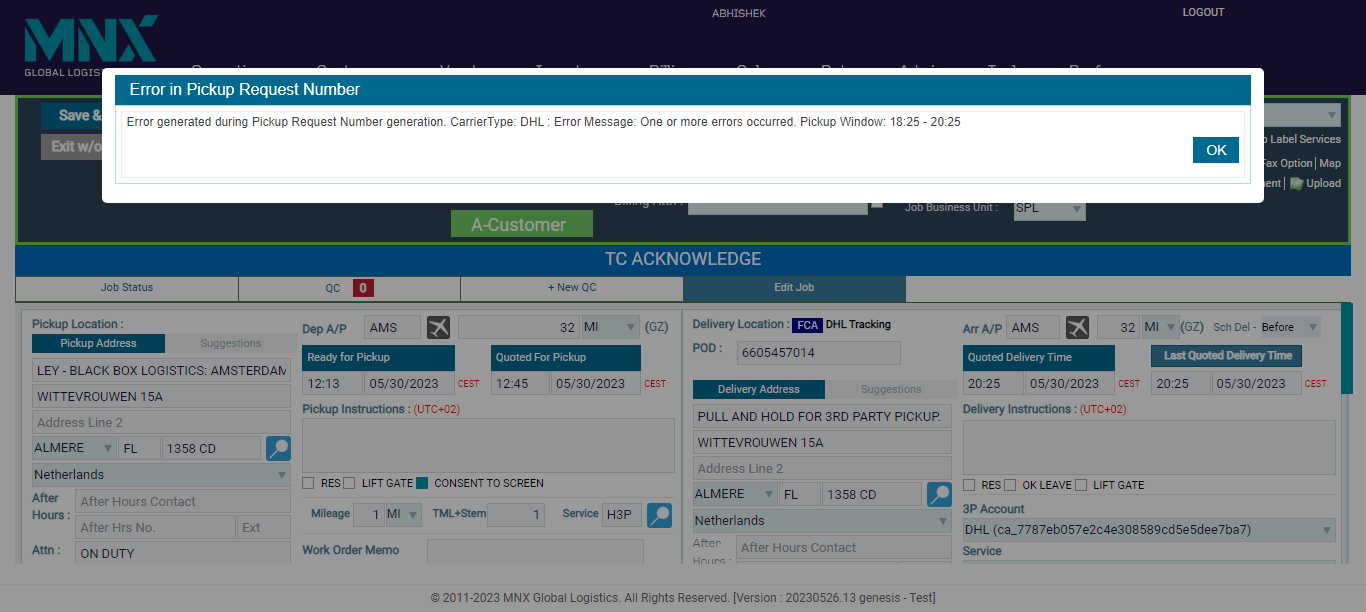 ABHISHEK
LOGOUT
MNX
GLOBAL LOGIS
Error in Pickup Request Number
Error generated during Pickup Request Number generation. CarrierType: DHL : Error Message: One or more errors occurred. Pickup Window: 18:25 - 20:25
OK
Save &
Exit w/o
Label Services
Fax Option | Map
Upload
Job Business Unit :
SPL
A-Customer
TC ACKNOWLEDGE
Job Status
QC 0
+ New QC
Edit Job
Pickup Location :
Pickup Address
Suggestions
LEY - BLACK BOX LOGISTICS: AMSTERDAM
WITTEVROUWEN 15A
Address Line 2
ALMERE FL 1358 CD
Netherlands
After Hours : After Hours Contact
After Hrs No. Ext
Attn : ON DUTY
Dep A/P AMS 32 MI (GZ)
Ready for Pickup
Quoted For Pickup
12:13 05/30/2023 CEST
12:45 05/30/2023 CEST
Pickup Instructions : (UTC+02)
RES LIFT GATE CONSENT TO SCREEN
Mileage 1 MI TML+Stem 1 Service H3P
Work Order Memo
Delivery Location : FCA DHL Tracking
POD : 6605457014
Delivery Address
Suggestions
PULL AND HOLD FOR 3RD PARTY PICKUP.
WITTEVROUWEN 15A
Address Line 2
ALMERE FL 1358 CD
Netherlands
After Hours : After Hours Contact
Arr A/P AMS 32 MI (GZ) Sch Del - Before
Quoted Delivery Time
Last Quoted Delivery Time
20:25 05/30/2023 CEST
20:25 05/30/2023 CEST
Delivery Instructions : (UTC+02)
RES OK LEAVE LIFT GATE
3P Account
DHL (ca_7787eb057e2c4e308589cd5e5dee7ba7)
Service
© 2011-2023 MNX Global Logistics. All Rights Reserved. [Version : 20230526.13 genesis - Test]